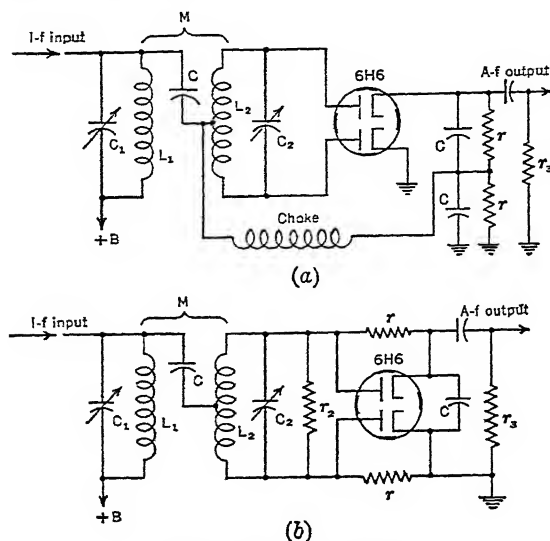 M
I-f input
C
L₂
6H6
A-f output
C₁
L₁
C₂
C
r
r₃
C
r
Choke
+B
(a)
M
I-f input
r
A-f output
C
6H6
C₁
L₁
L₂
C₂
r₂
C
r₃
r
+B
(b)